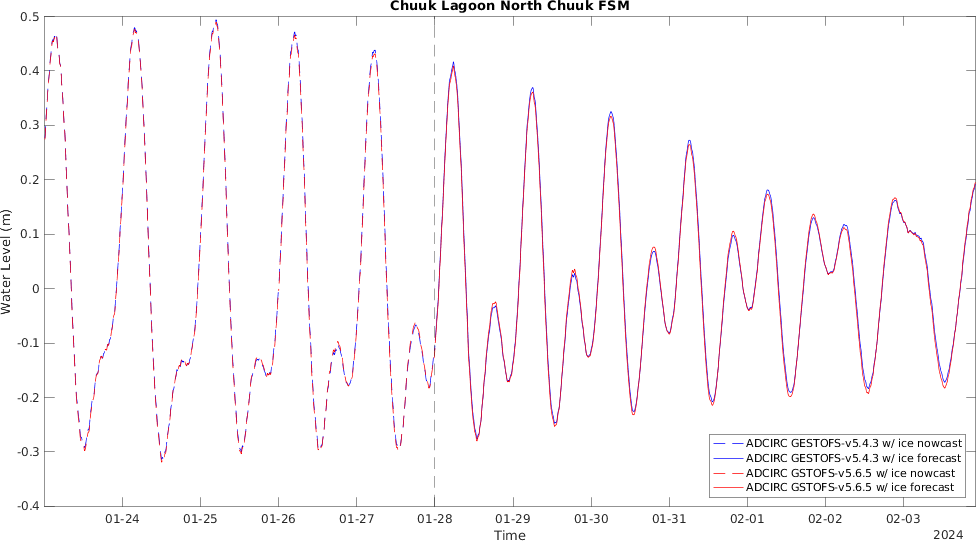 Chuuk Lagoon North Chuuk FSM
0.5
0.4
0.3
0.2
0.1
0
-0.1
-0.2
-0.3
-0.4
Water Level (m)
ADCIRC GESTOFS-v5.4.3 w/ ice nowcast
ADCIRC GESTOFS-v5.4.3 w/ ice forecast
ADCIRC GSTOFS-v5.6.5 w/ ice nowcast
ADCIRC GSTOFS-v5.6.5 w/ ice forecast
01-24 01-25 01-26 01-27 01-28 01-29 01-30 01-31 02-01 02-02 02-03
Time
2024